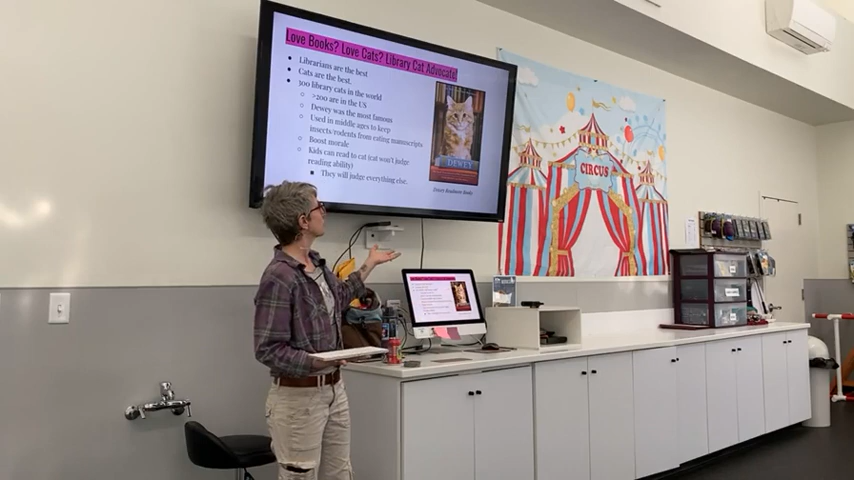 Love Books? Love Cats? Library Cat Advocate!
Librarians are the best
Cats are the best.
300 library cats in the world
>200 are in the US
Dewey was the most famous
Used in middle ages to keep
insects/rodents from eating manuscripts
Boost morale
Kids can read to cat (cat won't judge
reading ability)
They will judge everything else.
DEWEY
Dewey Readmore Books
CIRCUS